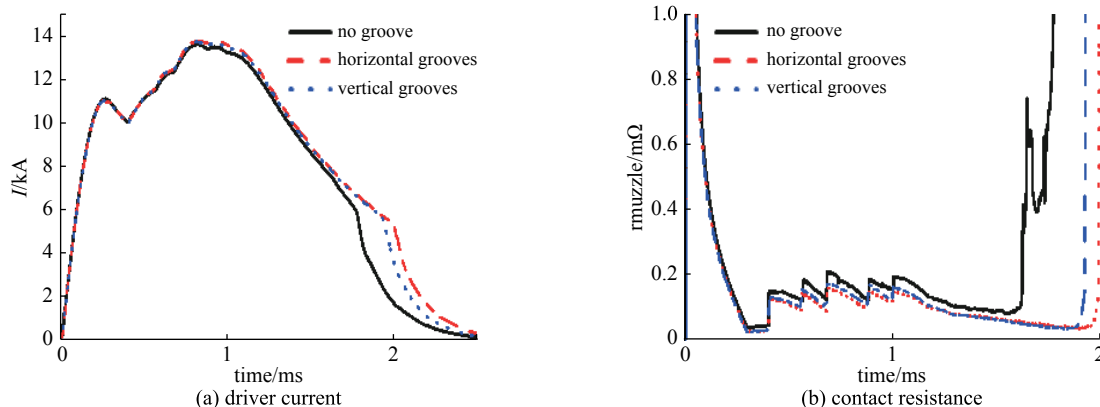 14
12
10
8
6
4
2
0
I/kA
no groove
horizontal grooves
vertical grooves
0
1
2
time/ms
(a) driver current
1.0
0.8
0.6
0.4
0.2
0
rmuzzle/mΩ
no groove
horizontal grooves
vertical grooves
0
1
2
time/ms
(b) contact resistance